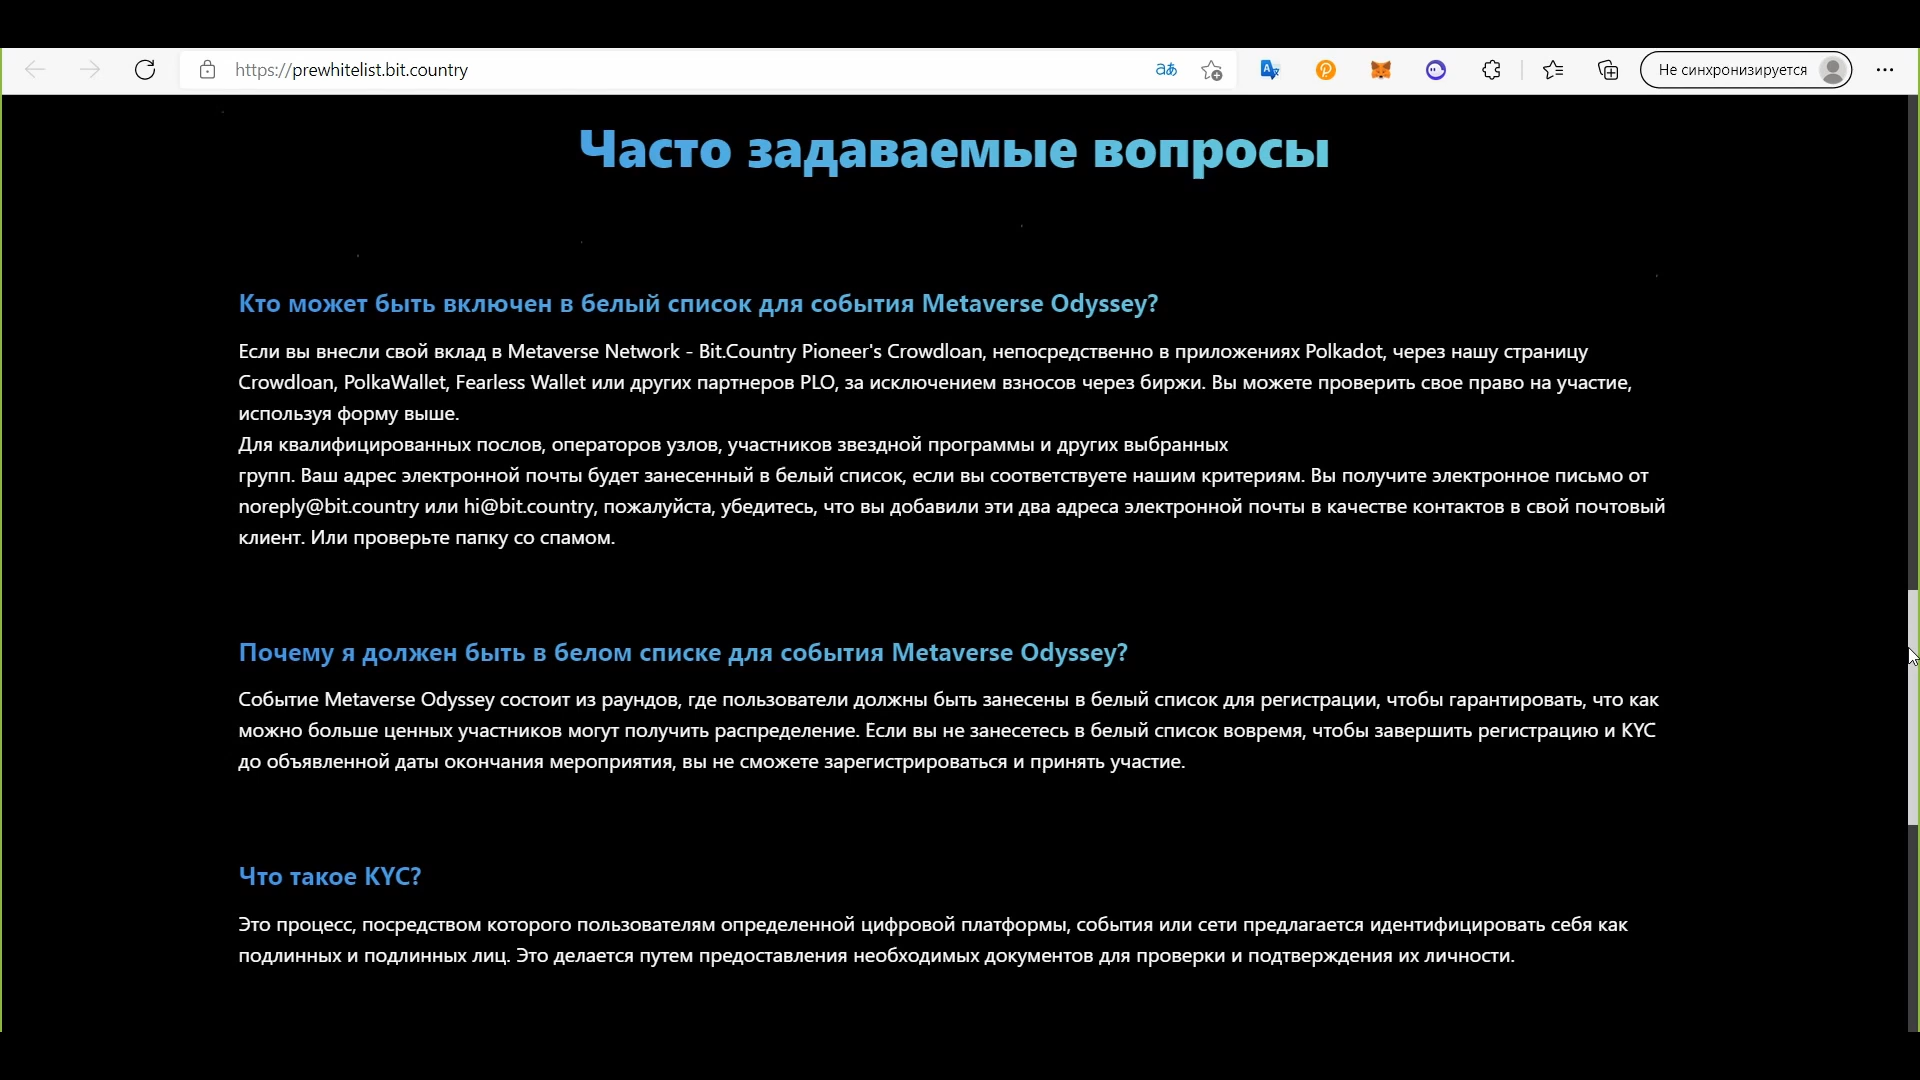 https://prewhitelist.bit.country
аあ
Не синхронизируется
Часто задаваемые вопросы
Кто может быть включен в белый список для события Metaverse Odyssey?
Если вы внесли свой вклад в Metaverse Network - Bit.Country Pioneer's Crowdloan, непосредственно в приложениях Polkadot, через нашу страницу
Crowdloan, PolkaWallet, Fearless Wallet или других партнеров PLO, за исключением взносов через биржи. Вы можете проверить свое право на участие,
используя форму выше.
Для квалифицированных послов, операторов узлов, участников звездной программы и других выбранных
групп. Ваш адрес электронной почты будет занесенный в белый список, если вы соответствуете нашим критериям. Вы получите электронное письмо от
noreply@bit.country или hi@bit.country, пожалуйста, убедитесь, что вы добавили эти два адреса электронной почты в качестве контактов в свой почтовый
клиент. Или проверьте папку со спамом.
Почему я должен быть в белом списке для события Metaverse Odyssey?
Событие Metaverse Odyssey состоит из раундов, где пользователи должны быть занесены в белый список для регистрации, чтобы гарантировать, что как
можно больше ценных участников могут получить распределение. Если вы не занесетесь в белый список вовремя, чтобы завершить регистрацию и KYC
до объявленной даты окончания мероприятия, вы не сможете зарегистрироваться и принять участие.
Что такое KYC?
Это процесс, посредством которого пользователям определенной цифровой платформы, события или сети предлагается идентифицировать себя как
подлинных и подлинных лиц. Это делается путем предоставления необходимых документов для проверки и подтверждения их личности.